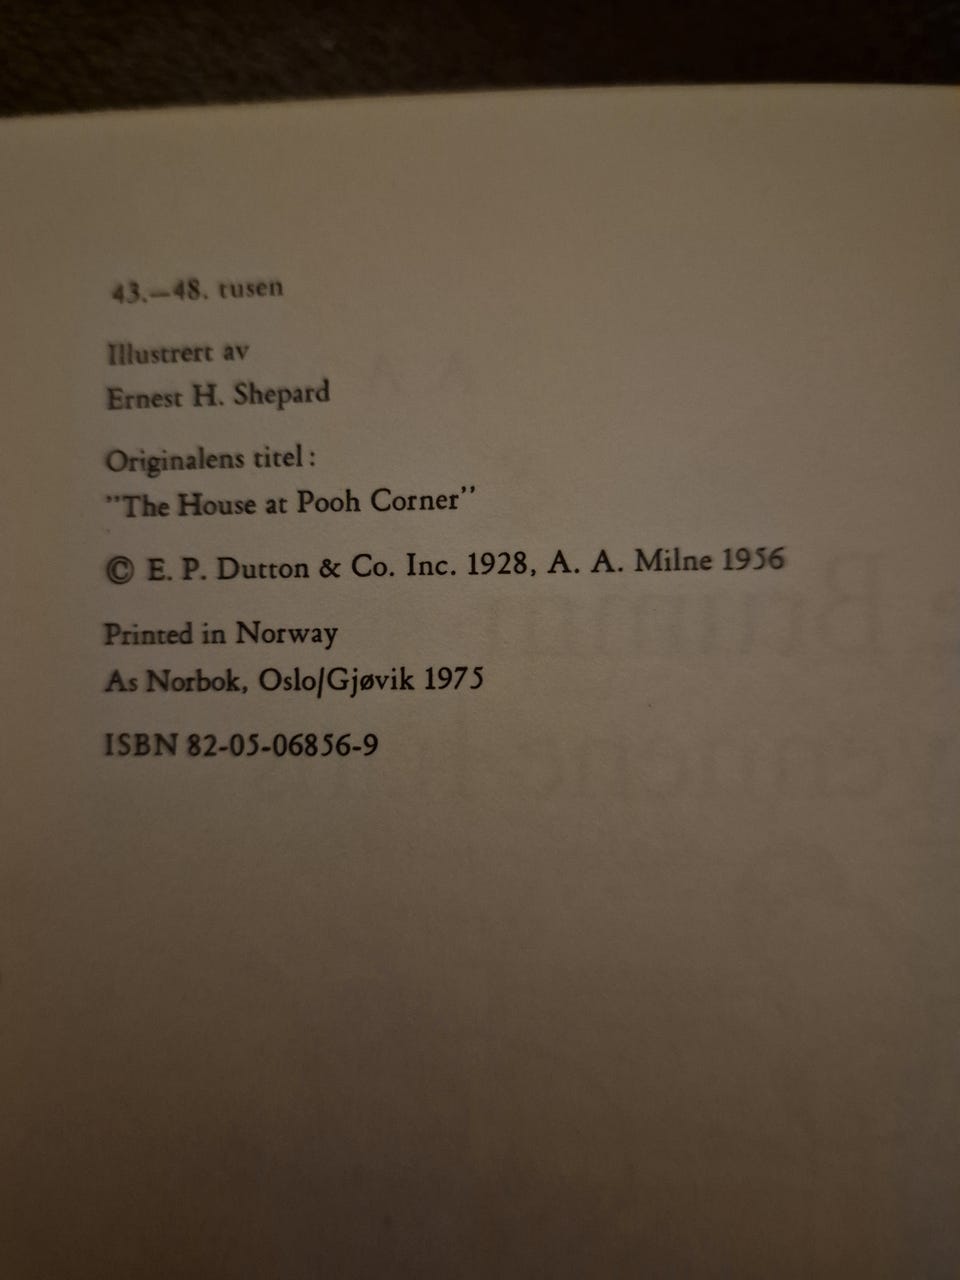 43.—48. tusen
Illustrert av
Ernest H. Shepard
Originalens titel:
”The House at Pooh Corner”
© E. P. Dutton & Co. Inc. 1928, A. A. Milne 1956
Printed in Norway
As Norbok, Oslo/Gjøvik 1975
ISBN 82-05-06856-9